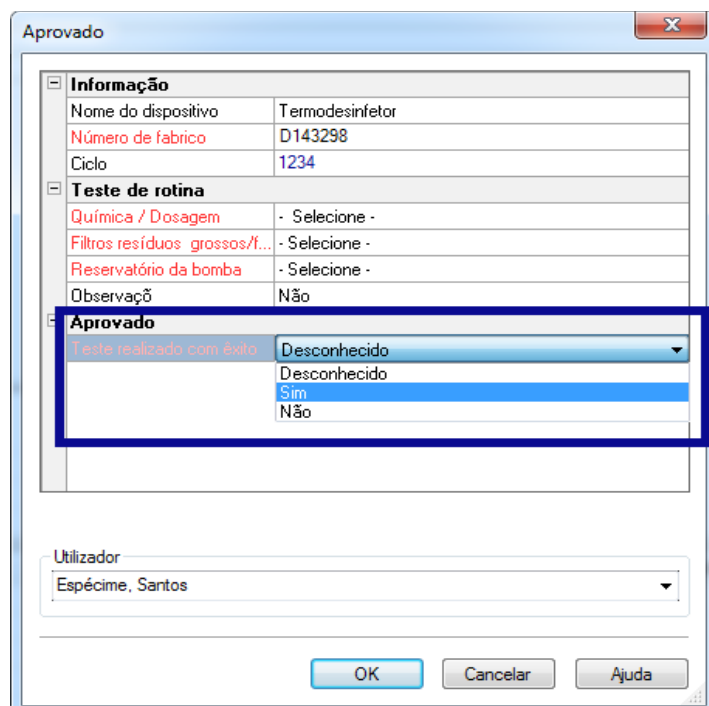 Aprovado
Informação
Nome do dispositivo Termodesinfetor
Número de fabrico D143298
Ciclo 1234
Teste de rotina
Química / Dosagem - Selecione -
Filtros resíduos grossos/f... - Selecione -
Reservatório da bomba - Selecione -
Observaçõ Não
Aprovado
Teste realizado com éxito Desconhecido
Desconhecido
Sim
Não
Utilizador
Espécime, Santos
OK Cancelar Ajuda